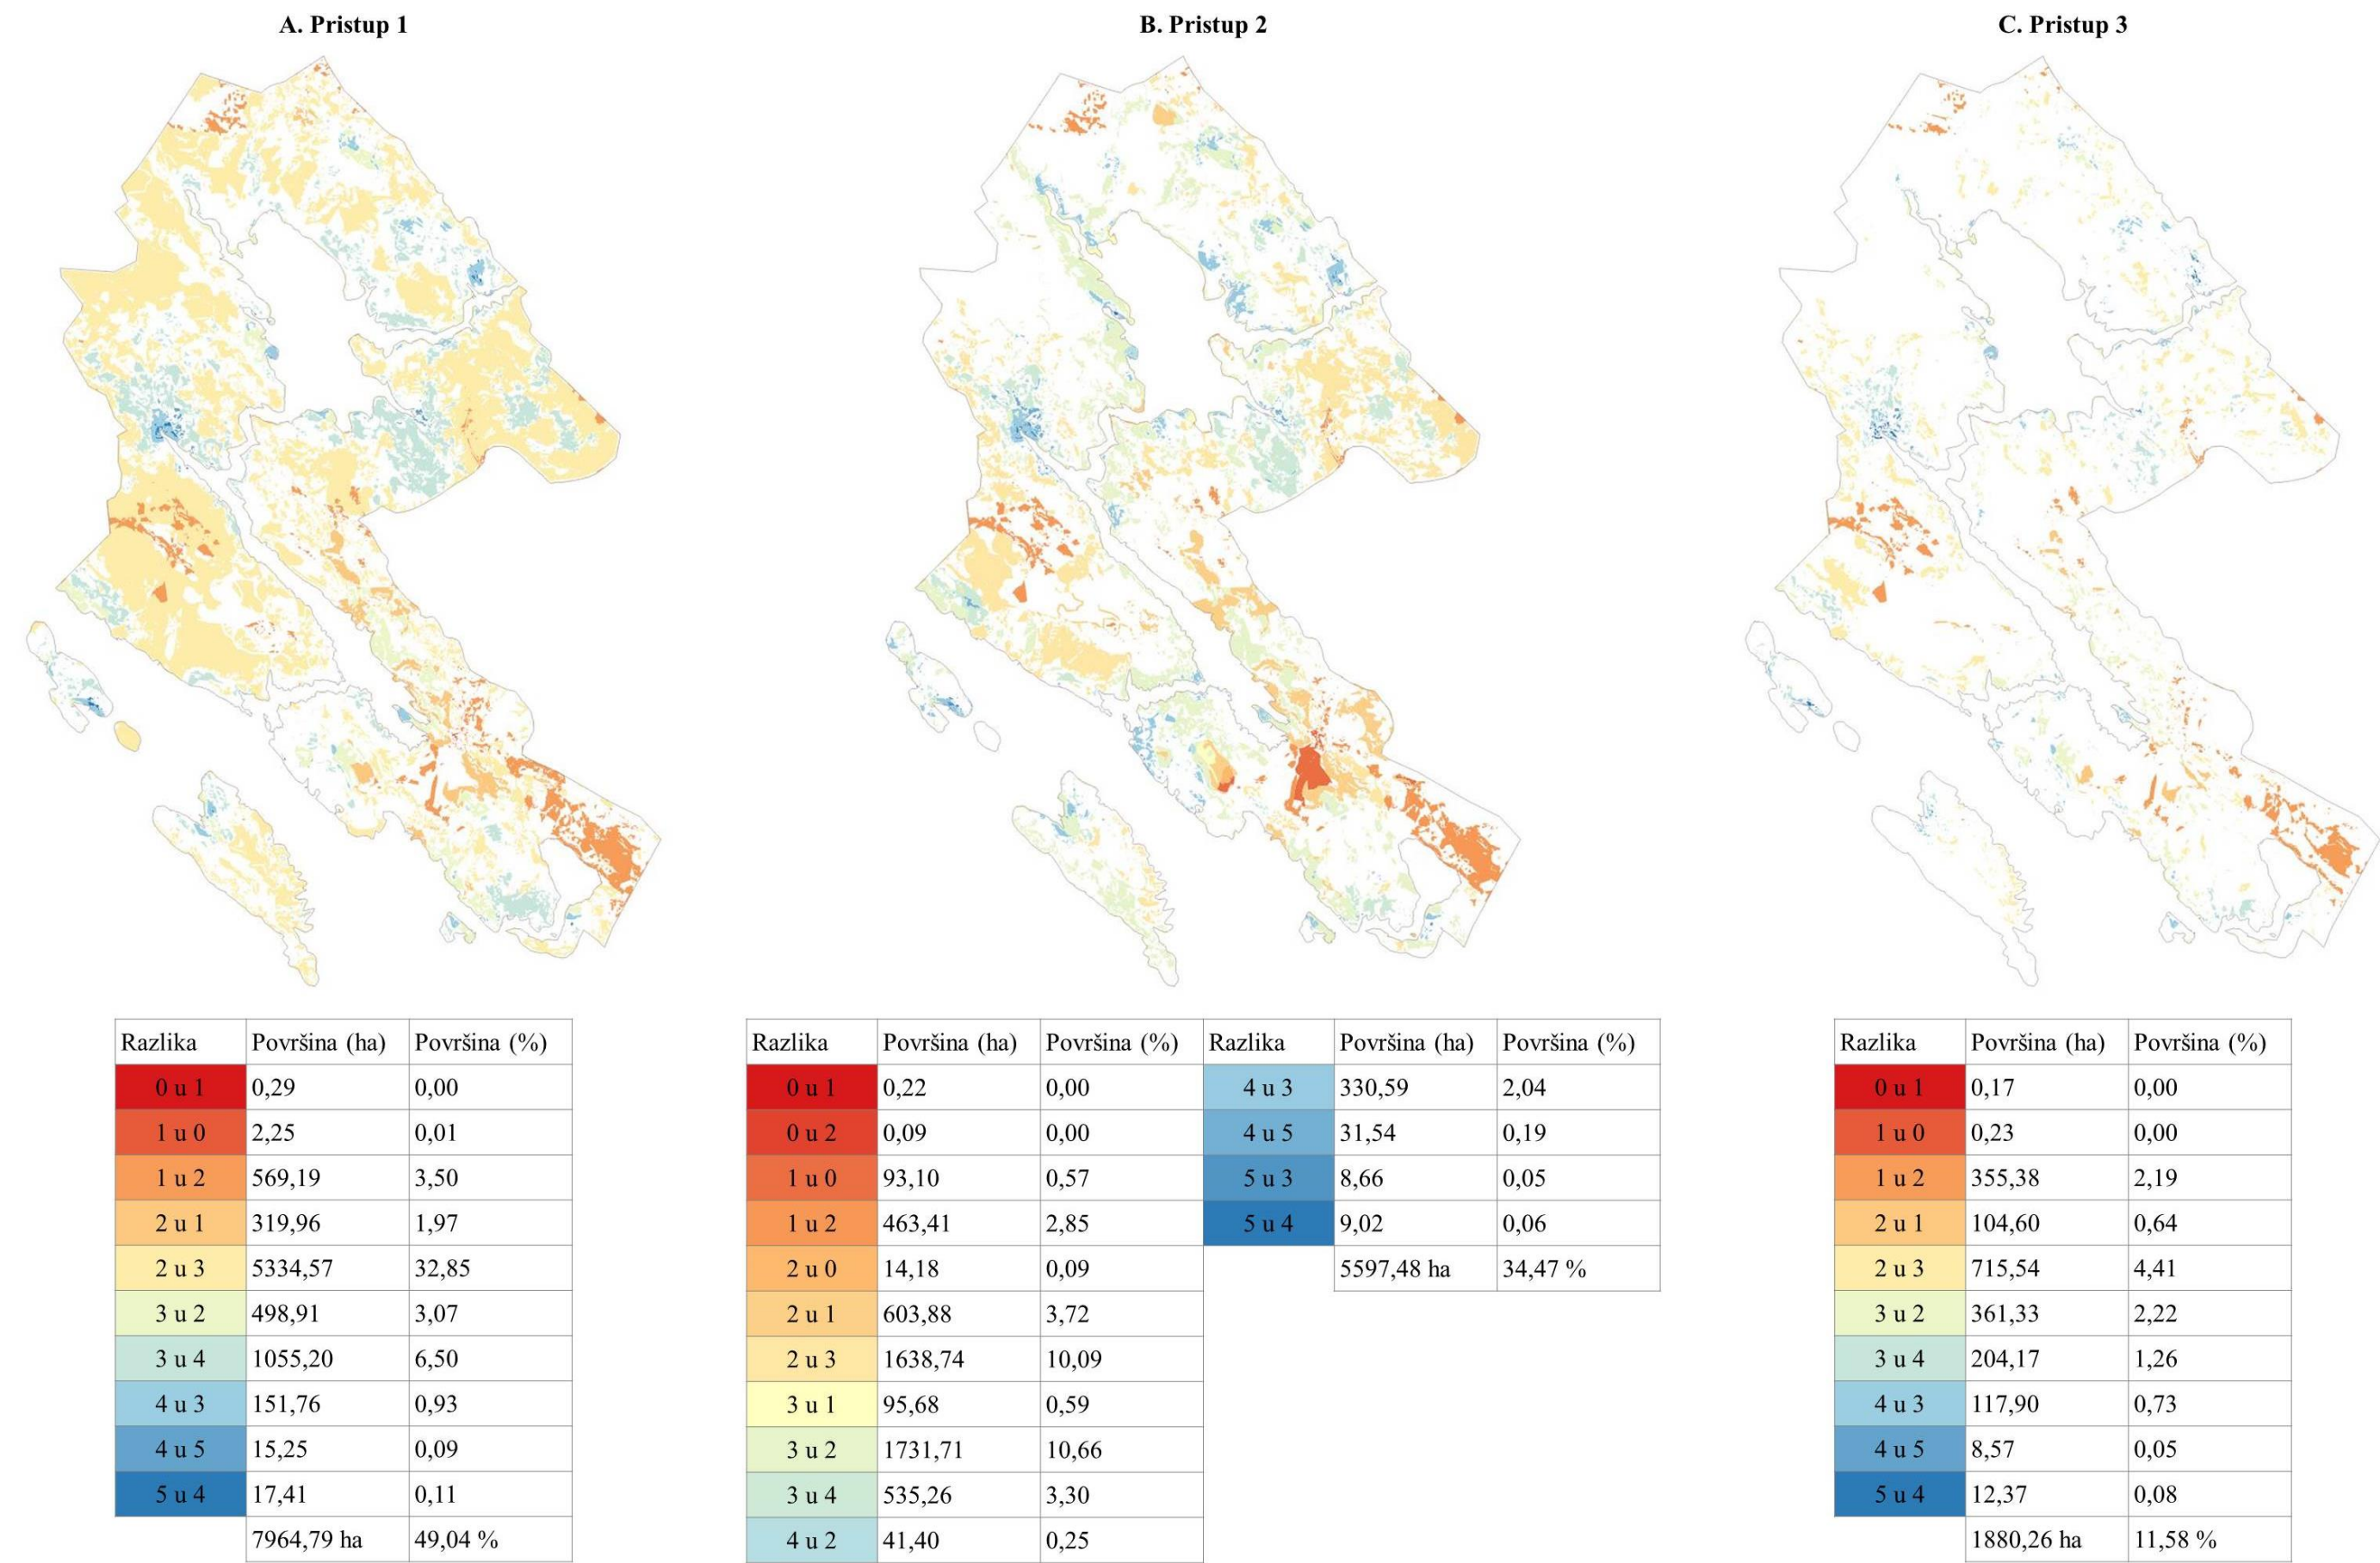 A. Pristup 1
B. Pristup 2
C. Pristup 3
Razlika Površina (ha) Površina (%)
0 u 1 0,29 0,00
1 u 0 2,25 0,01
1 u 2 569,19 3,50
2 u 1 319,96 1,97
2 u 3 5334,57 32,85
3 u 2 498,91 3,07
3 u 4 1055,20 6,50
4 u 3 151,76 0,93
4 u 5 15,25 0,09
5 u 4 17,41 0,11
7964,79 ha 49,04 %
Razlika Površina (ha) Površina (%)
0 u 1 0,22 0,00
0 u 2 0,09 0,00
1 u 0 93,10 0,57
1 u 2 463,41 2,85
2 u 0 14,18 0,09
2 u 1 603,88 3,72
2 u 3 1638,74 10,09
3 u 1 95,68 0,59
3 u 2 1731,71 10,66
3 u 4 535,26 3,30
4 u 2 41,40 0,25
Razlika Površina (ha) Površina (%)
4 u 3 330,59 2,04
4 u 5 31,54 0,19
5 u 3 8,66 0,05
5 u 4 9,02 0,06
5597,48 ha 34,47 %
Razlika Površina (ha) Površina (%)
0 u 1 0,17 0,00
1 u 0 0,23 0,00
1 u 2 355,38 2,19
2 u 1 104,60 0,64
2 u 3 715,54 4,41
3 u 2 361,33 2,22
3 u 4 204,17 1,26
4 u 3 117,90 0,73
4 u 5 8,57 0,05
5 u 4 12,37 0,08
1880,26 ha 11,58 %